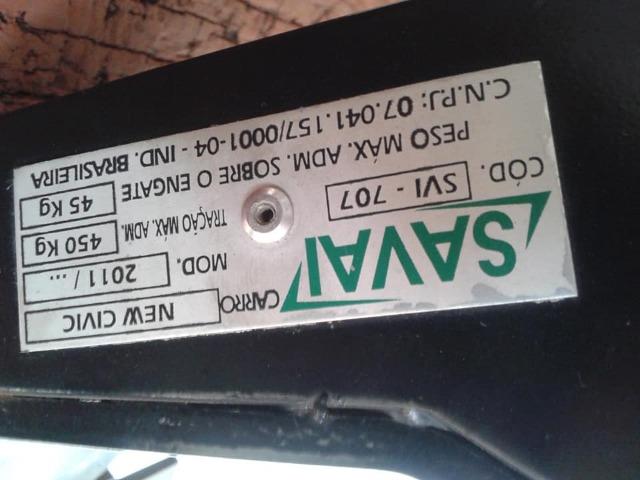 SAVAI
CARRO NEW CIVIC
MOD. 2011 / ...
CÓD. SVI - 707
TRAÇÃO MÁX. ADM. 450 Kg
PESO MÁX. ADM. SOBRE O ENGATE 45 Kg
C.N.P.J.: 07.041.157/0001-04 - IND. BRASILEIRA